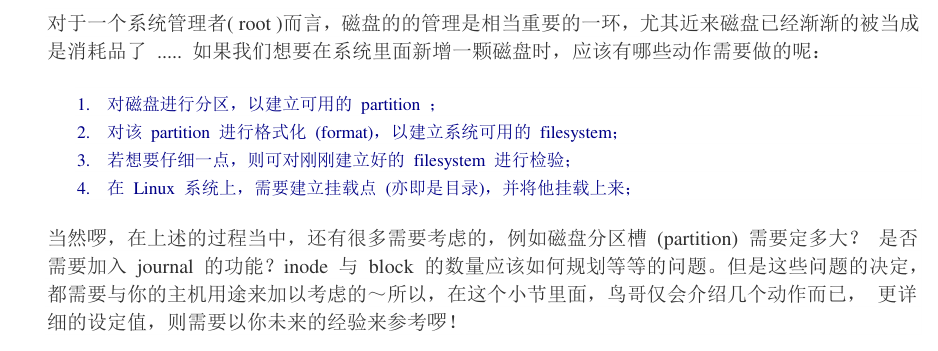 对于一个系统管理者( root )而言，磁盘的的管理是相当重要的一环，尤其近来磁盘已经渐渐的被当成
是消耗品了 ..... 如果我们想要在系统里面新增一颗磁盘时，应该有哪些动作需要做的呢：
1. 对磁盘进行分区，以建立可用的 partition ；
2. 对该 partition 进行格式化 (format)，以建立系统可用的 filesystem；
3. 若想要仔细一点，则可对刚刚建立好的 filesystem 进行检验；
4. 在 Linux 系统上，需要建立挂载点 (亦即是目录)，并将他挂载上来；
当然啰，在上述的过程当中，还有很多需要考虑的，例如磁盘分区槽 (partition) 需要定多大？ 是否
需要加入 journal 的功能？inode 与 block 的数量应该如何规划等等的问题。但是这些问题的决定，
都需要与你的主机用途来加以考虑的～所以，在这个小节里面，鸟哥仅会介绍几个动作而已， 更详
细的设定值，则需要以你未来的经验来参考啰！